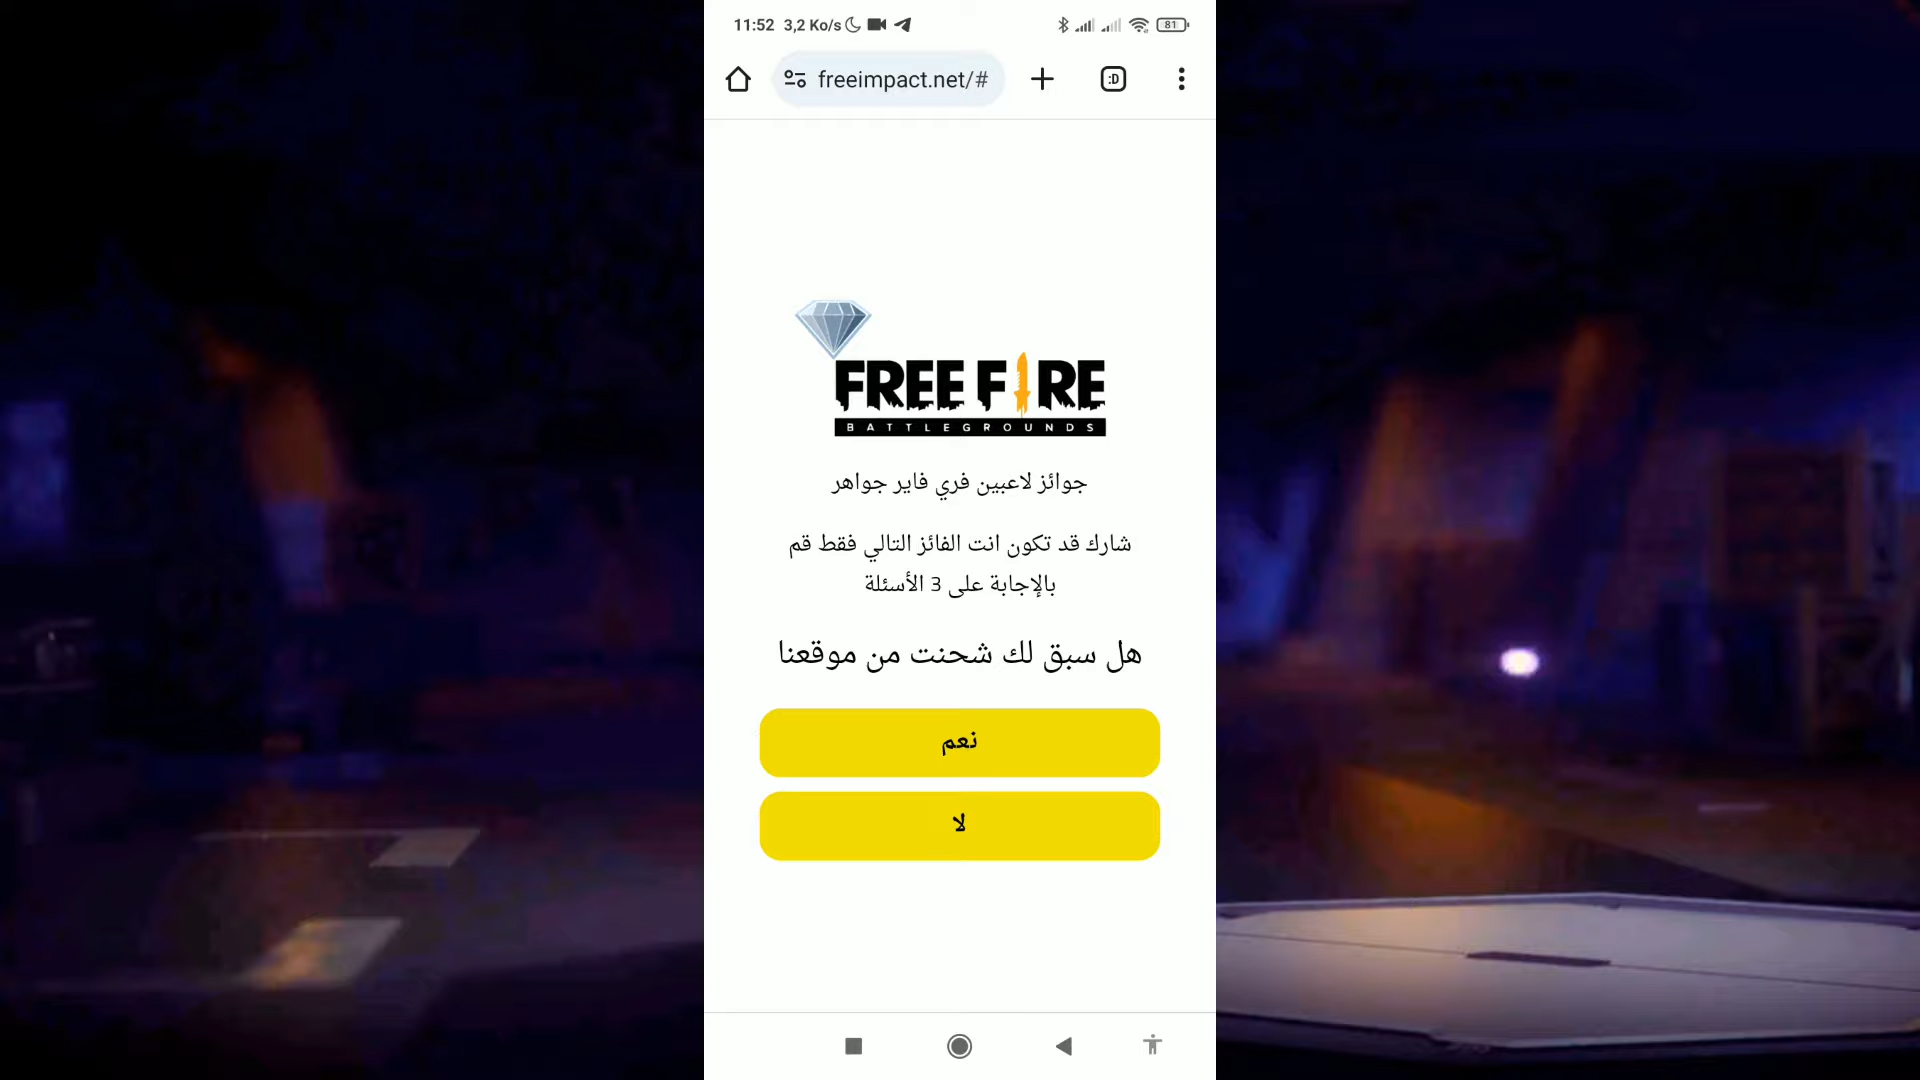 11:52 3,2 Ko/s 81
freeimpact.net/# :D
FREE FIRE
BATTLEGROUNDS
جوائز لاعبين فري فاير جواهر
شارك قد تكون انت الفائز التالي فقط قم
بالإجابة على 3 الأسئلة
هل سبق لك شحنت من موقعنا
نعم
لا